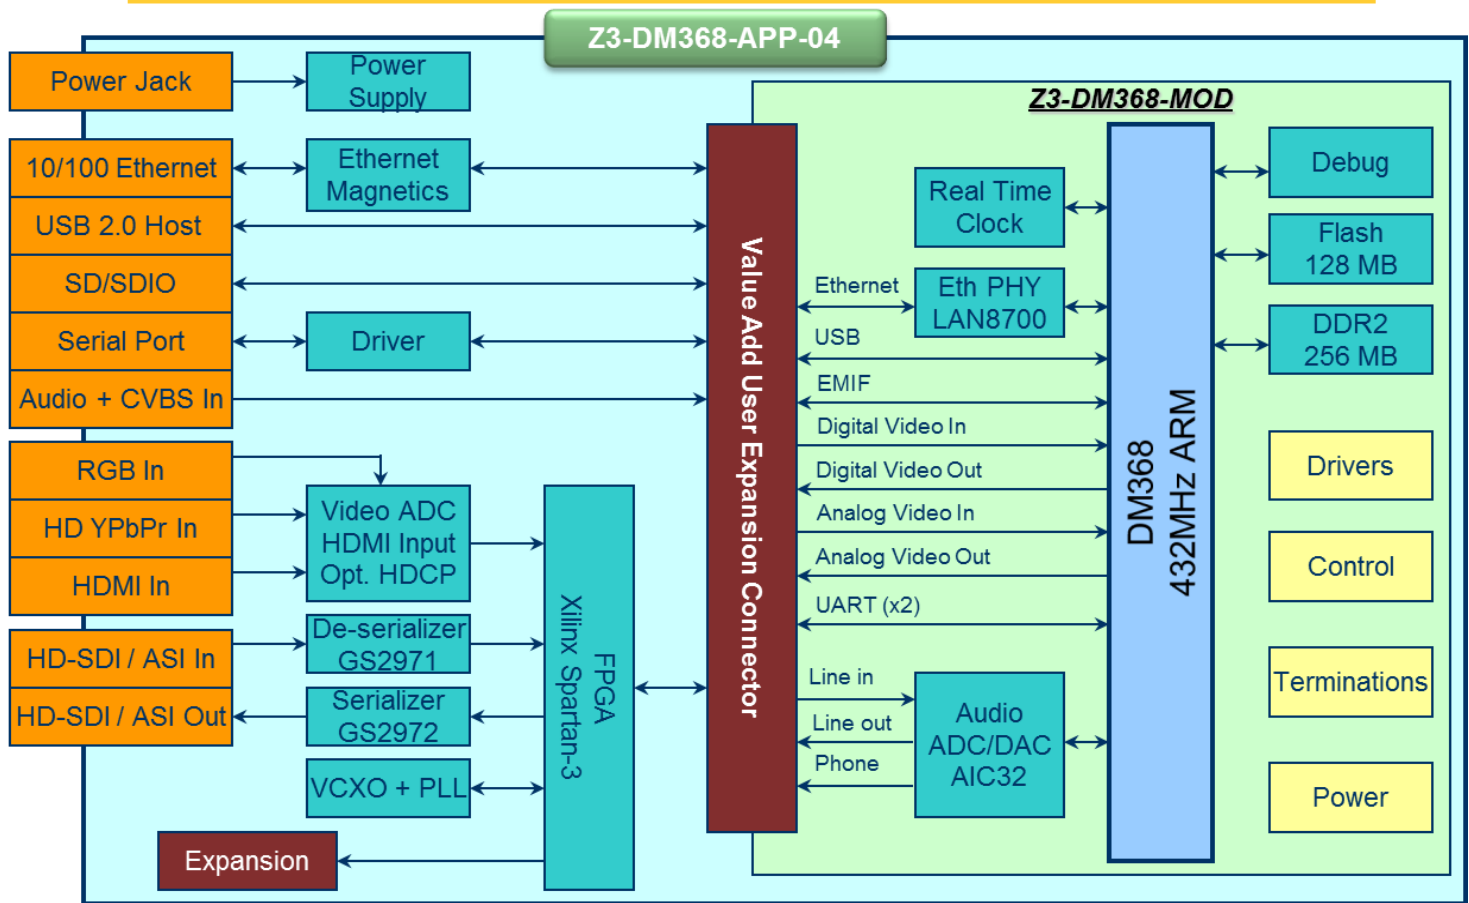 Z3-DM368-APP-04
Power Jack
Power
Supply
10/100 Ethernet
Ethernet
Magnetics
USB 2.0 Host
SD/SDIO
Serial Port
Driver
Audio + CVBS In
RGB In
HD YPbPr In
HDMI In
Video ADC
HDMI Input
Opt. HDCP
HD-SDI / ASI In
De-serializer
GS2971
HD-SDI / ASI Out
Serializer
GS2972
VCXO + PLL
Expansion
FPGA
Xilinx Spartan-3
Value Add User Expansion Connector
Z3-DM368-MOD
Real Time
Clock
Ethernet
Eth PHY
LAN8700
USB
EMIF
Digital Video In
Digital Video Out
Analog Video In
Analog Video Out
UART (x2)
Line in
Line out
Phone
Audio
ADC/DAC
AIC32
DM368
432MHz ARM
Debug
Flash
128 MB
DDR2
256 MB
Drivers
Control
Terminations
Power